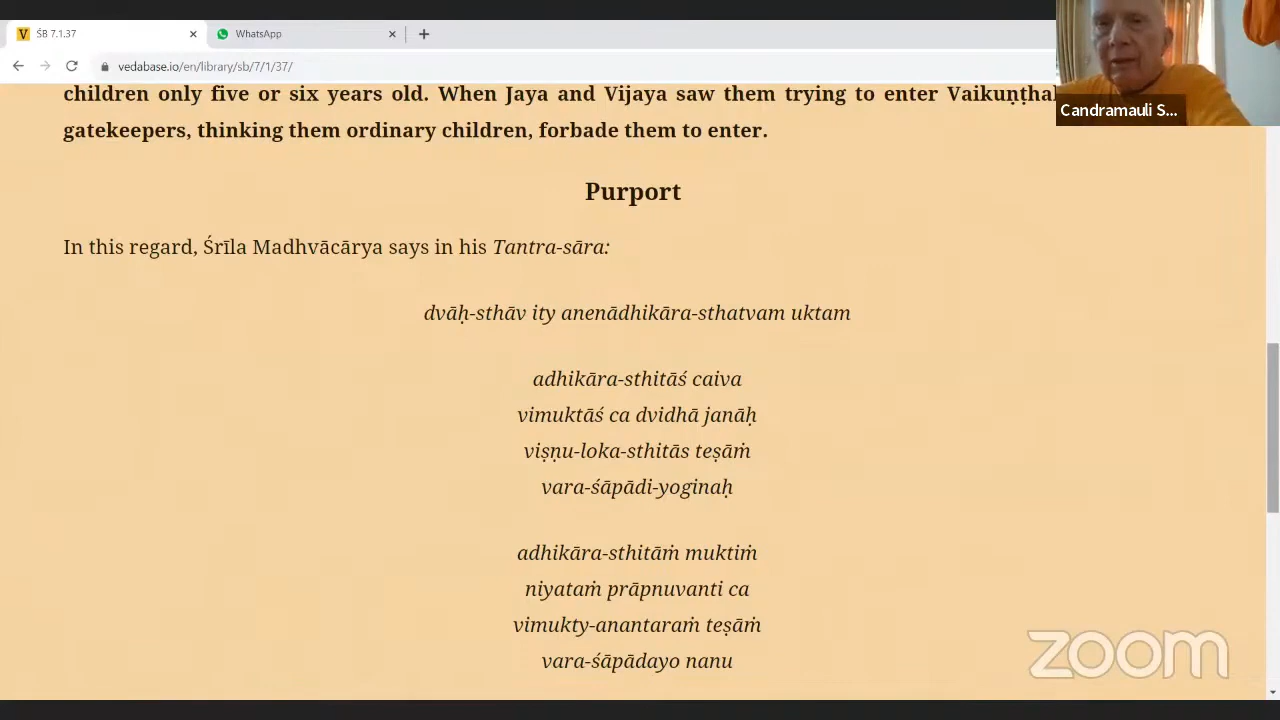 ŚB 7.1.37
WhatsApp
vedabase.io/en/library/sb/7/1/37/
Candramauli S...
children only five or six years old. When Jaya and Vijaya saw them trying to enter
gatekeepers, thinking them ordinary children, forbade them to enter.
Purport
In this regard, Śrīla Madhvācārya says in his Tantra-sāra:
dvāḥ-sthāv ity anenādhikāra-sthatvam uktam
adhikāra-sthitāś caiva
vimuktāś ca dvidhā janāḥ
viṣṇu-loka-sthitās teṣāṁ
vara-śāpādi-yoginaḥ
adhikāra-sthitāṁ muktiṁ
niyataṁ prāpnuvanti ca
vimukty-anantaraṁ teṣāṁ
vara-śāpādayo nanu
zoom